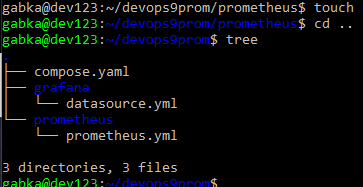 gabka@dev123:~/devops9prom/prometheus$ touch
gabka@dev123:~/devops9prom/prometheus$ cd ..
gabka@dev123:~/devops9prom$ tree
.
├── compose.yaml
├── grafana
│   └── datasource.yml
└── prometheus
    └── prometheus.yml

3 directories, 3 files
gabka@dev123:~/devops9prom$